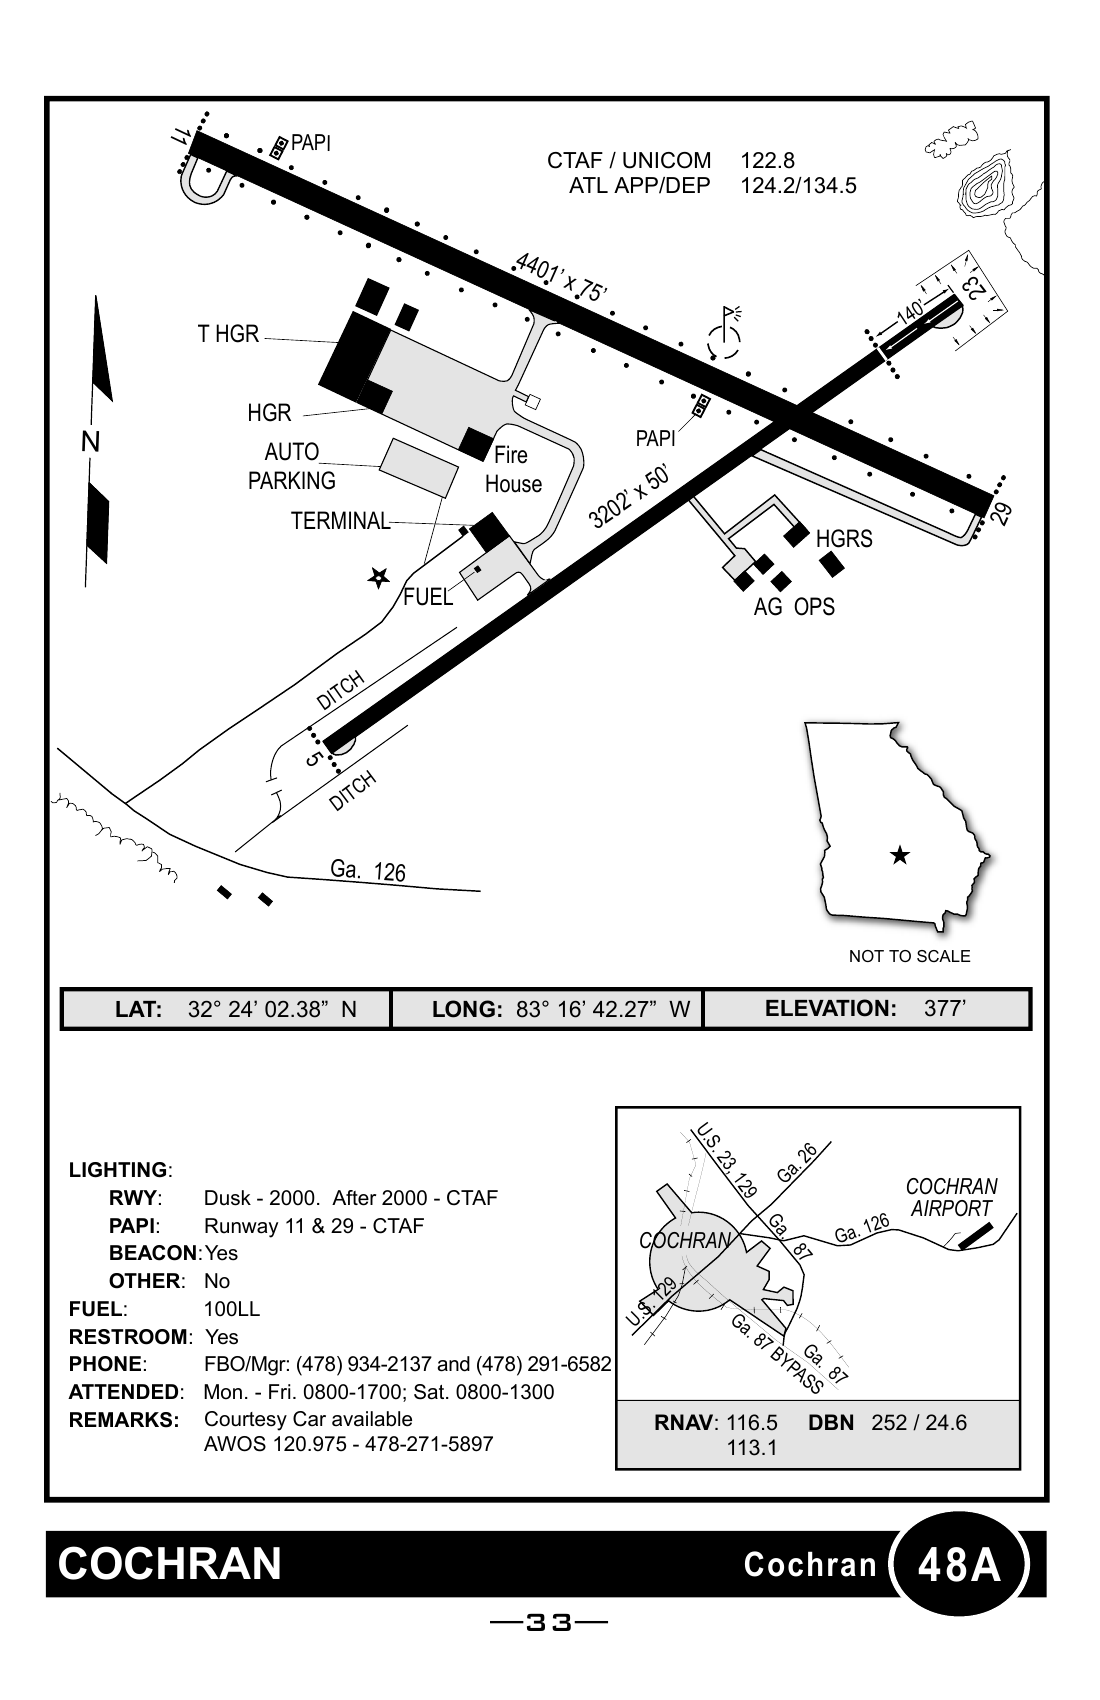 11
PAPI
CTAF / UNICOM 122.8
ATL APP/DEP 124.2/134.5
4401’ x 75’
23
140’
T HGR
HGR
N
AUTO
PARKING
Fire
House
PAPI
3202’ x 50’
29
TERMINAL
HGRS
FUEL
AG OPS
DITCH
5
DITCH
Ga. 126
NOT TO SCALE
LAT: 32° 24’ 02.38” N LONG: 83° 16’ 42.27” W ELEVATION: 377’
LIGHTING:
RWY: Dusk - 2000. After 2000 - CTAF
PAPI: Runway 11 & 29 - CTAF
BEACON: Yes
OTHER: No
FUEL: 100LL
RESTROOM: Yes
PHONE: FBO/Mgr: (478) 934-2137 and (478) 291-6582
ATTENDED: Mon. - Fri. 0800-1700; Sat. 0800-1300
REMARKS: Courtesy Car available
AWOS 120.975 - 478-271-5897
U.S. 23, 129
Ga. 26
COCHRAN
AIRPORT
Ga. 87
Ga. 126
COCHRAN
U.S. 129
Ga. 87 BYPASS
Ga. 87
RNAV: 116.5 DBN 252 / 24.6
113.1
COCHRAN
Cochran 48A
33